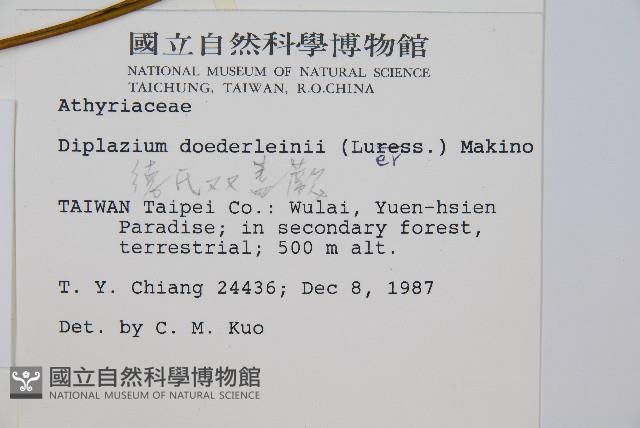 國立自然科學博物館
NATIONAL MUSEUM OF NATURAL SCIENCE
TAICHUNG, TAIWAN, R.O.CHINA
Athyriaceae
Diplazium doederleinii (Luress.) Makino
er
德氏双盖蕨
TAIWAN Taipei Co.: Wulai, Yuen-hsien
Paradise; in secondary forest,
terrestrial; 500 m alt.
T. Y. Chiang 24436; Dec 8, 1987
Det. by C. M. Kuo
國立自然科學博物館
NATIONAL MUSEUM OF NATURAL SCIENCE